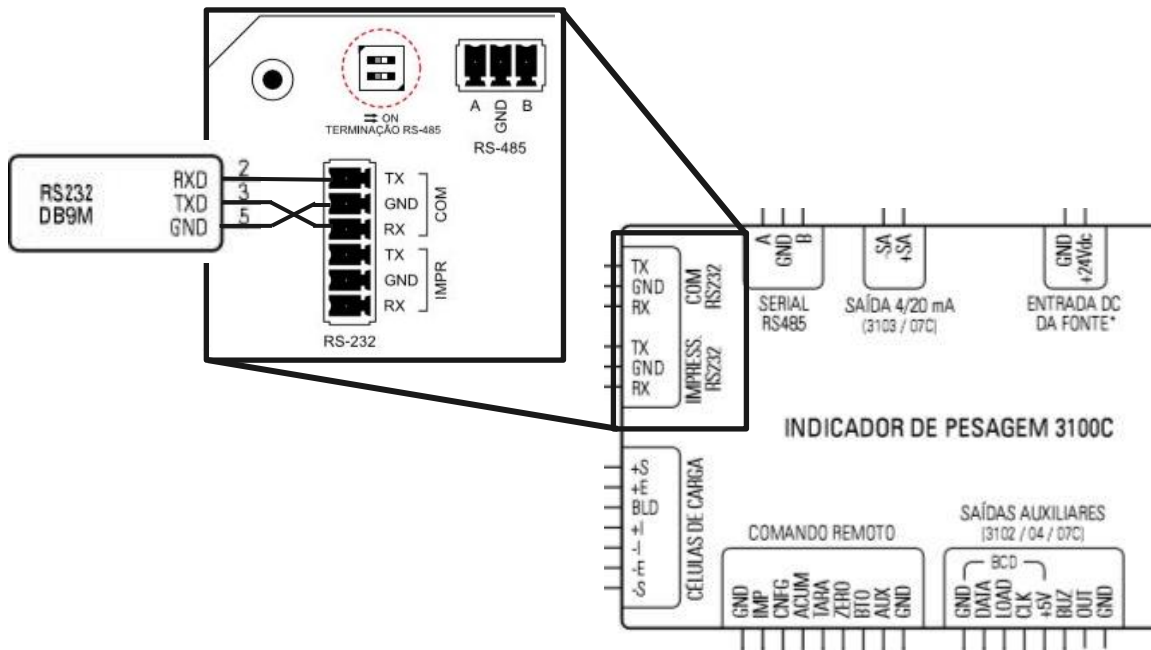 ON
TERMINAÇÃO RS-485
A
GND
B
RS-485
RS232
DB9M
RXD 2
TXD 3
GND 5
TX
GND
RX
COM
TX
GND
RX
IMPR
RS-232
TX
GND
RX
COM
RS232
TX
GND
RX
IMPRESS.
RS232
A
GND
B
SERIAL
RS485
-SA
+SA
SAÍDA 4/20 mA
(3103 / 07C)
GND
+24Vdc
ENTRADA DC
DA FONTE*
INDICADOR DE PESAGEM 3100C
+S
+E
BLD
+I
-I
-E
-S
CÉLULAS DE CARGA
COMANDO REMOTO
GND
IMP
CNFG
ACUM
TARA
ZERO
BTO
AUX
GND
SAÍDAS AUXILIARES
(3102 / 04 / 07C)
BCD
GND
DATA
LOAD
CLK
+5V
BUZ
OUT
GND